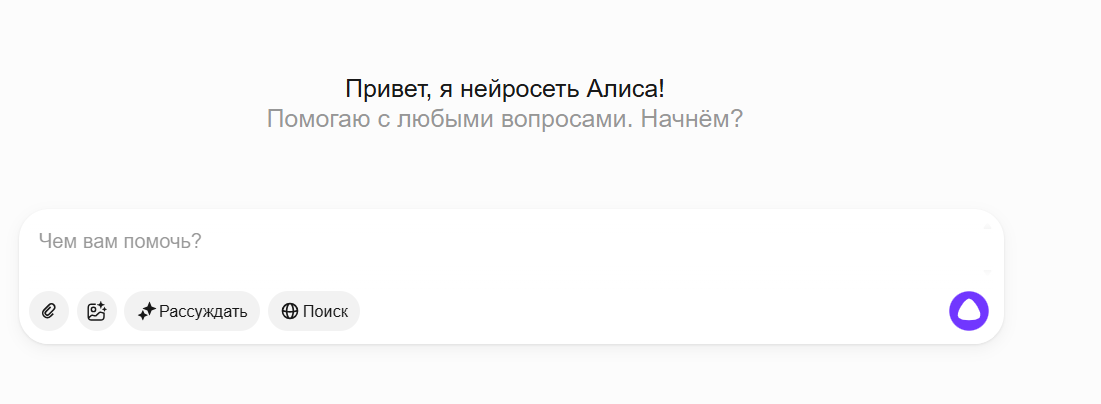 Привет, я нейросеть Алиса!
Помогаю с любыми вопросами. Начнём?
Чем вам помочь?
Рассуждать
Поиск